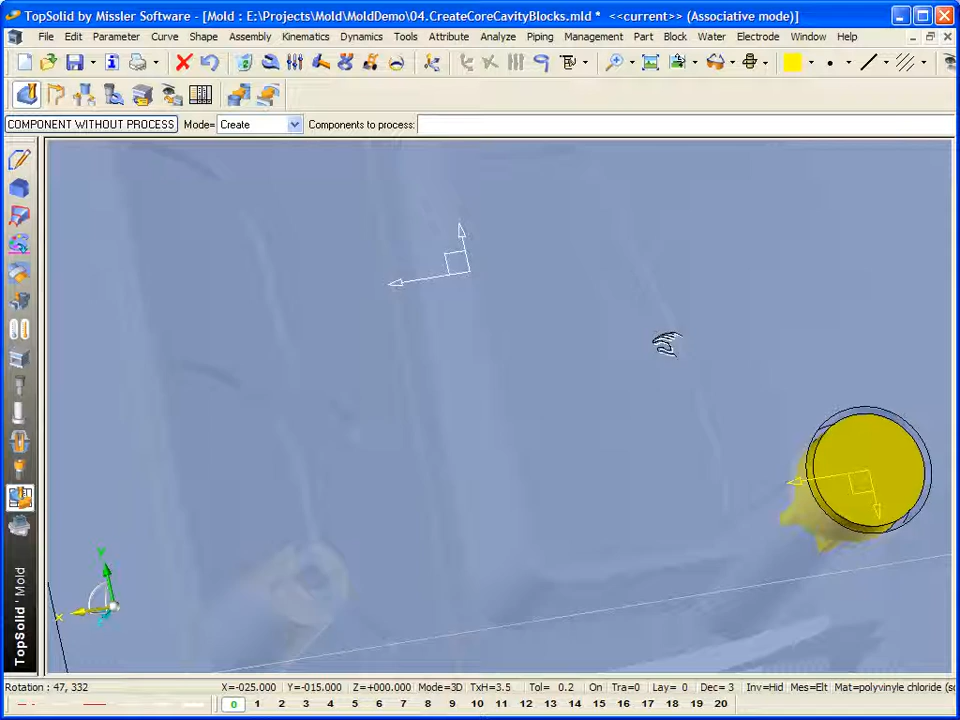 TopSolid by Missler Software - [Mold : E:\Projects\Mold\MoldDemo\04.CreateCoreCavityBlocks.mld * <<current>> (Associative mode)]
File Edit Parameter Curve Shape Assembly Kinematics Dynamics Tools Attribute Analyze Piping Management Part Block Water Electrode Window Help
COMPONENT WITHOUT PROCESS Mode= Create Components to process:
TopSolid'Mold
Y
X
Rotation : 47, 332 X=-025.000 Y=-015.000 Z=+000.000 Mode=3D TxH=3.5 Tol= 0.2 On Tra=0 Lay= 0 Dec= 3 Inv=Hid Mes=Elt Mat=polyvinyle chloride (so
0 1 2 3 4 5 6 7 8 9 10 11 12 13 14 15 16 17 18 19 20